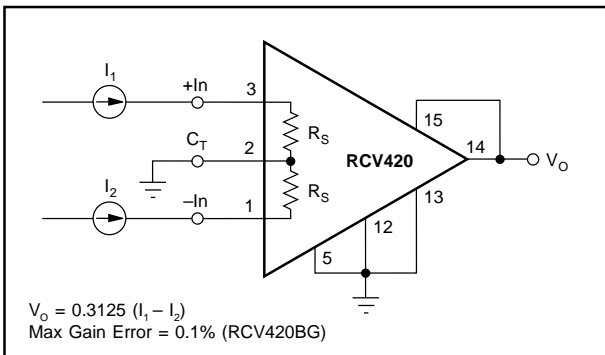 I1
+In
3
15
RS
CT
2
RCV420
14
VO
I2
RS
–In
1
13
12
5
VO = 0.3125 (I1 – I2)
Max Gain Error = 0.1% (RCV420BG)